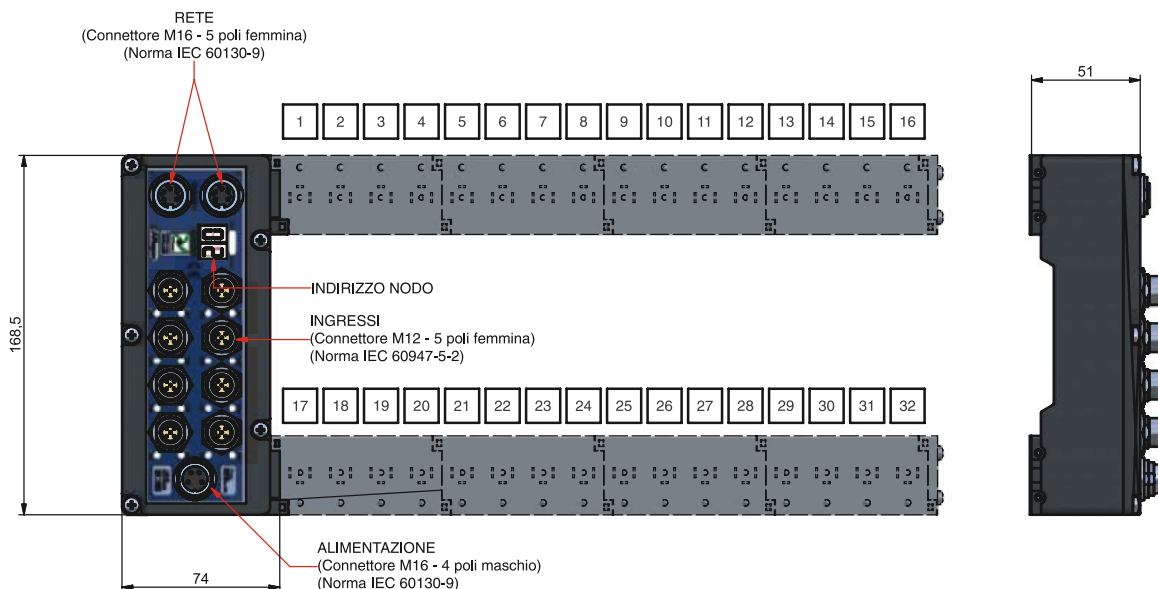 RETE
(Connettore M16 - 5 poli femmina)
(Norma IEC 60130-9)
51
1 2 3 4 5 6 7 8 9 10 11 12 13 14 15 16
168,5
INDIRIZZO NODO
INGRESSI
(Connettore M12 - 5 poli femmina)
(Norma IEC 60947-5-2)
17 18 19 20 21 22 23 24 25 26 27 28 29 30 31 32
ALIMENTAZIONE
(Connettore M16 - 4 poli maschio)
(Norma IEC 60130-9)
74